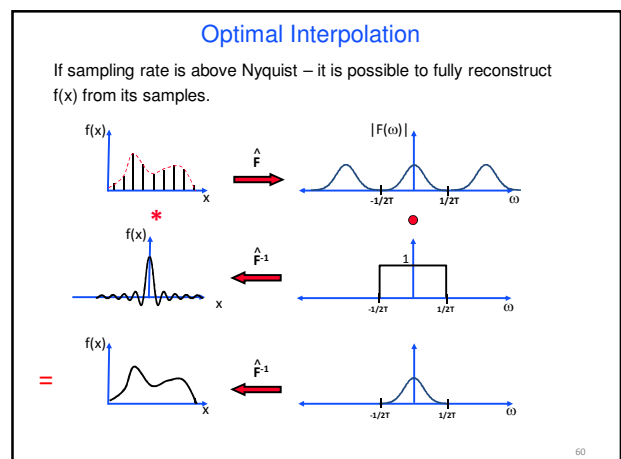 Optimal Interpolation
If sampling rate is above Nyquist – it is possible to fully reconstruct
f(x) from its samples.
f(x)
x
F̂
|F(ω)|
-1/2T
1/2T
ω
*
f(x)
x
F̂-1
1
-1/2T
1/2T
ω
=
f(x)
x
F̂-1
-1/2T
1/2T
ω
60